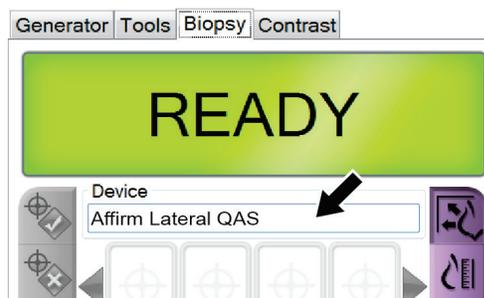 Generator Tools Biopsy Contrast
READY
Device
Affirm Lateral QAS